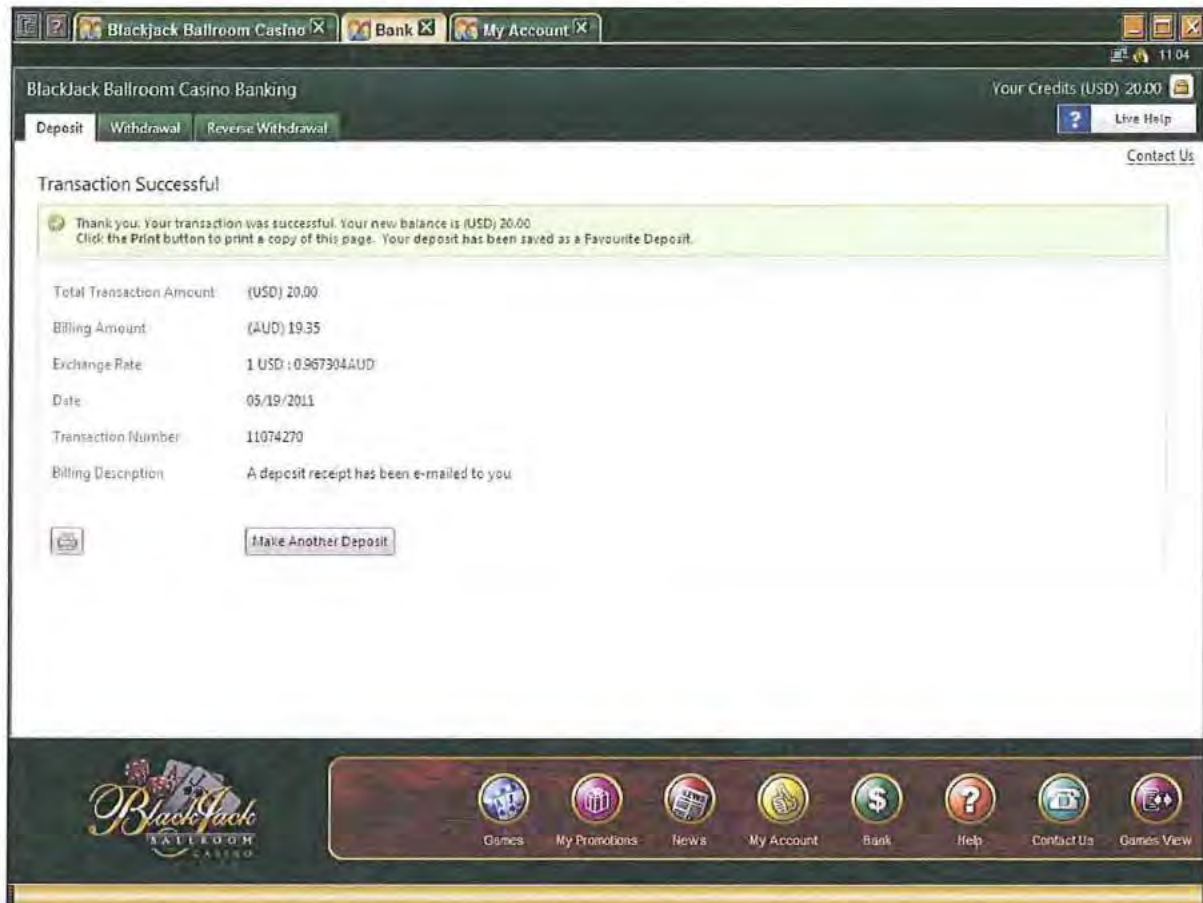 Blackjack Ballroom Casino Bank My Account
11:04
BlackJack Ballroom Casino Banking
Your Credits (USD) 20.00
Deposit Withdrawal Reverse Withdrawal
? Live Help
Contact Us
Transaction Successful
Thank you. Your transaction was successful. Your new balance is (USD) 20.00
Click the Print button to print a copy of this page. Your deposit has been saved as a Favourite Deposit.
Total Transaction Amount (USD) 20.00
Billing Amount (AUD) 19.35
Exchange Rate 1 USD : 0.967304AUD
Date 05/19/2011
Transaction Number 11074270
Billing Description A deposit receipt has been e-mailed to you
Make Another Deposit
BlackJack
BALLROOM
CASINO
Games My Promotions News My Account Bank Help Contact Us Games View